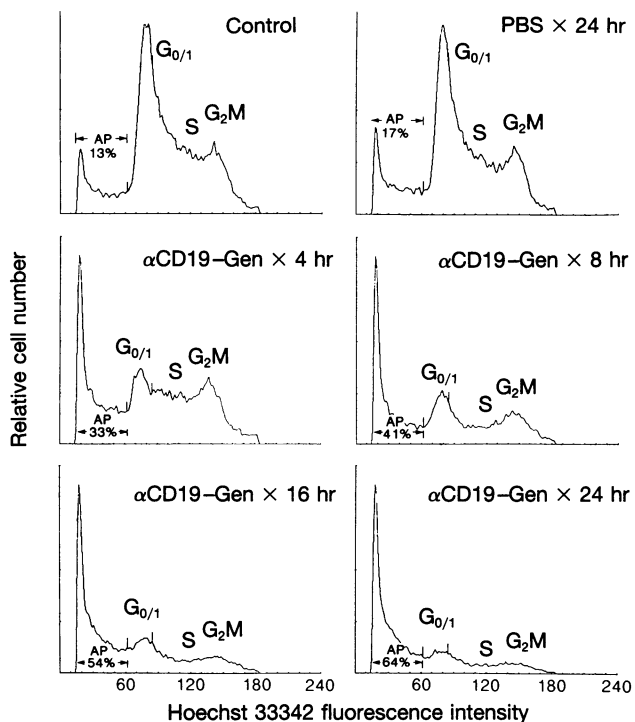 Control
G0/1
S
G2M
AP
13%
PBS × 24 hr
G0/1
S
G2M
AP
17%
αCD19–Gen × 4 hr
G0/1
S
G2M
AP
33%
αCD19–Gen × 8 hr
G0/1
S
G2M
AP
41%
αCD19–Gen × 16 hr
G0/1
S
G2M
AP
54%
αCD19–Gen × 24 hr
G0/1
S
G2M
AP
64%
Relative cell number
60 120 180 240
60 120 180 240
Hoechst 33342 fluorescence intensity